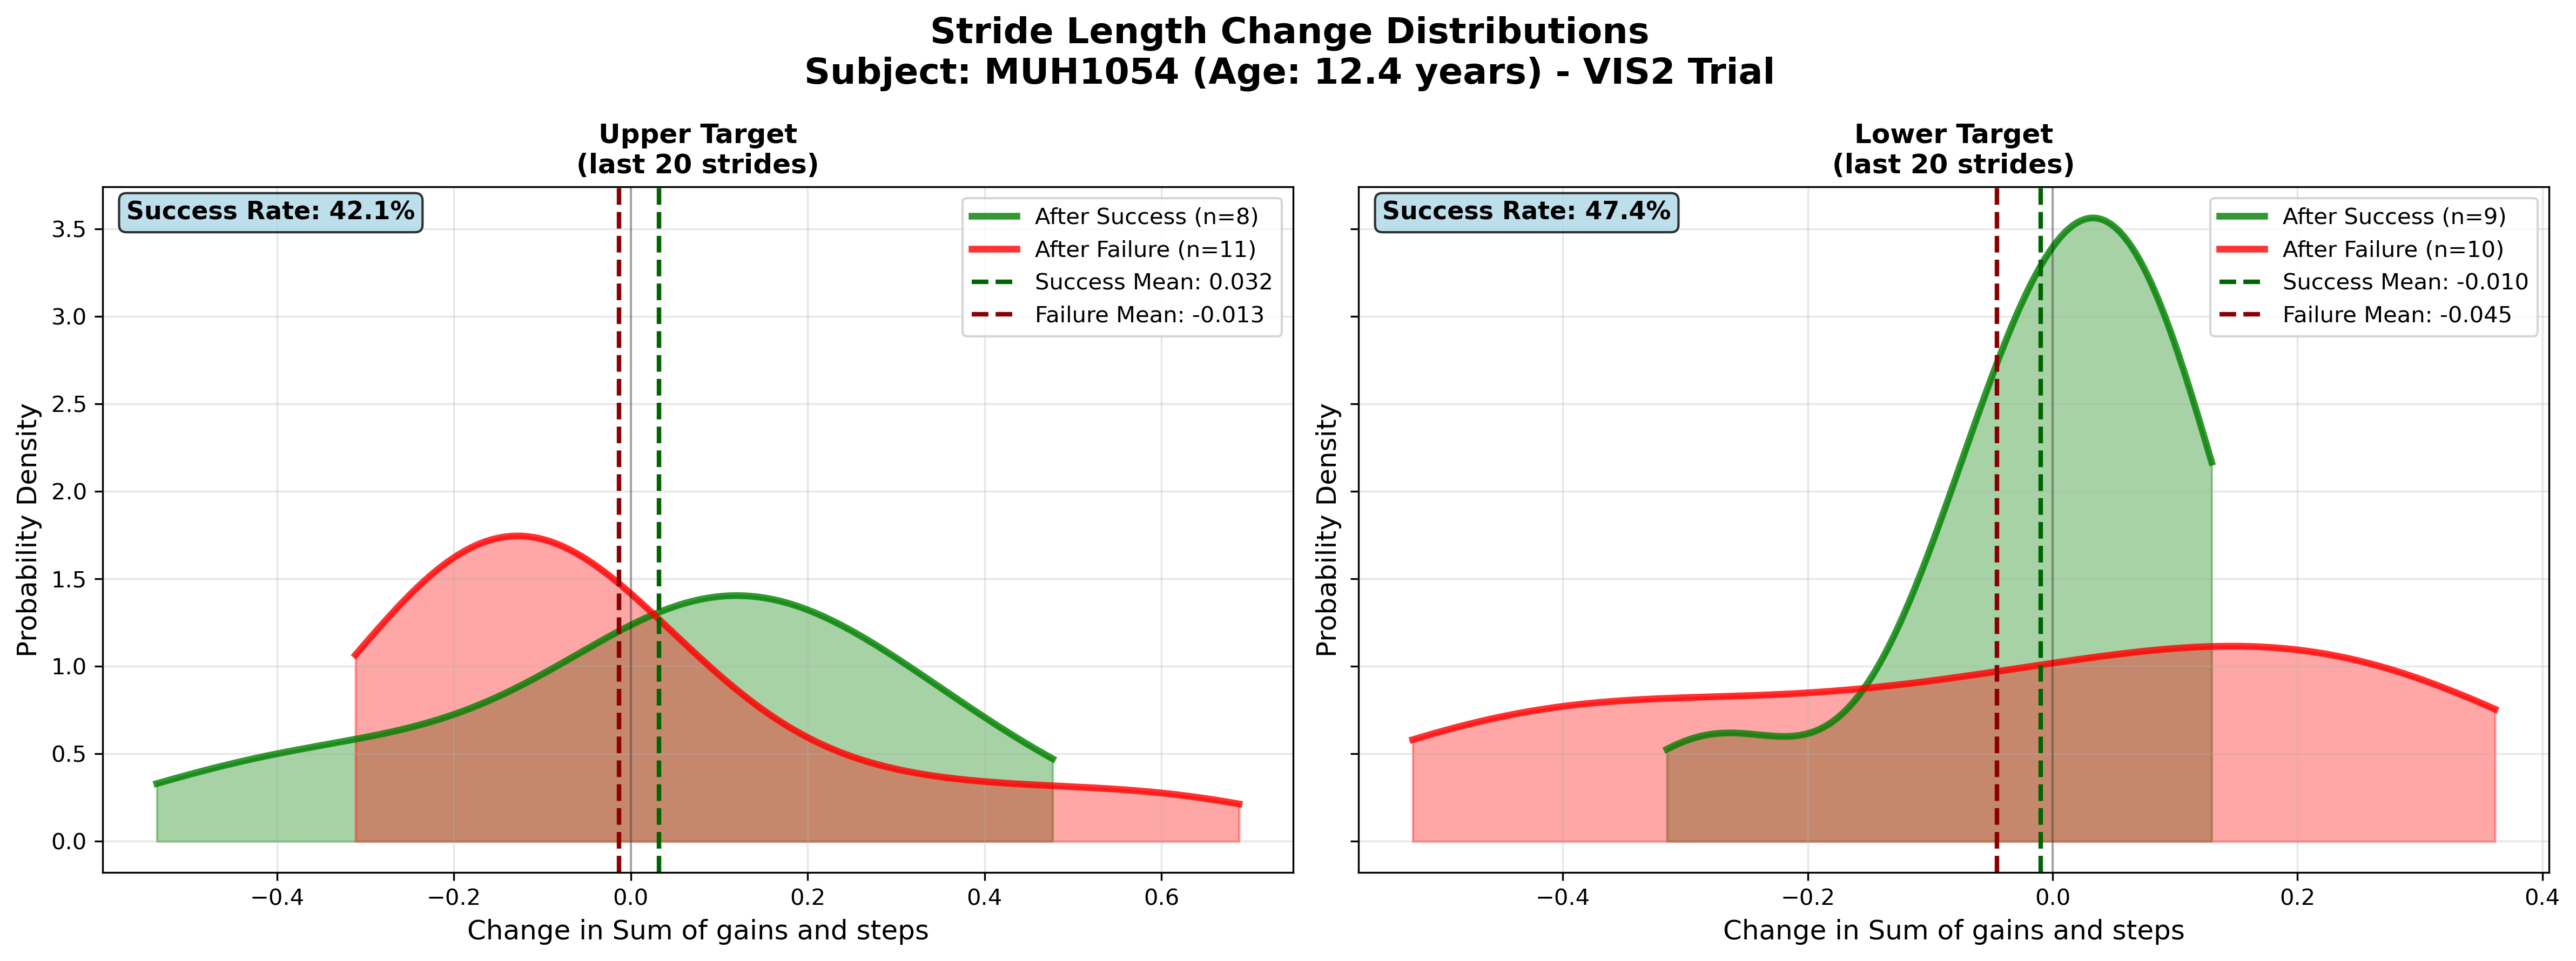 Stride Length Change Distributions
Subject: MUH1054 (Age: 12.4 years) - VIS2 Trial
Upper Target
(last 20 strides)
Success Rate: 42.1%
After Success (n=8)
After Failure (n=11)
Success Mean: 0.032
Failure Mean: -0.013
Probability Density
3.5
3.0
2.5
2.0
1.5
1.0
0.5
0.0
−0.4
−0.2
0.0
0.2
0.4
0.6
Change in Sum of gains and steps
Lower Target
(last 20 strides)
Success Rate: 47.4%
After Success (n=9)
After Failure (n=10)
Success Mean: -0.010
Failure Mean: -0.045
Probability Density
−0.4
−0.2
0.0
0.2
0.4
Change in Sum of gains and steps